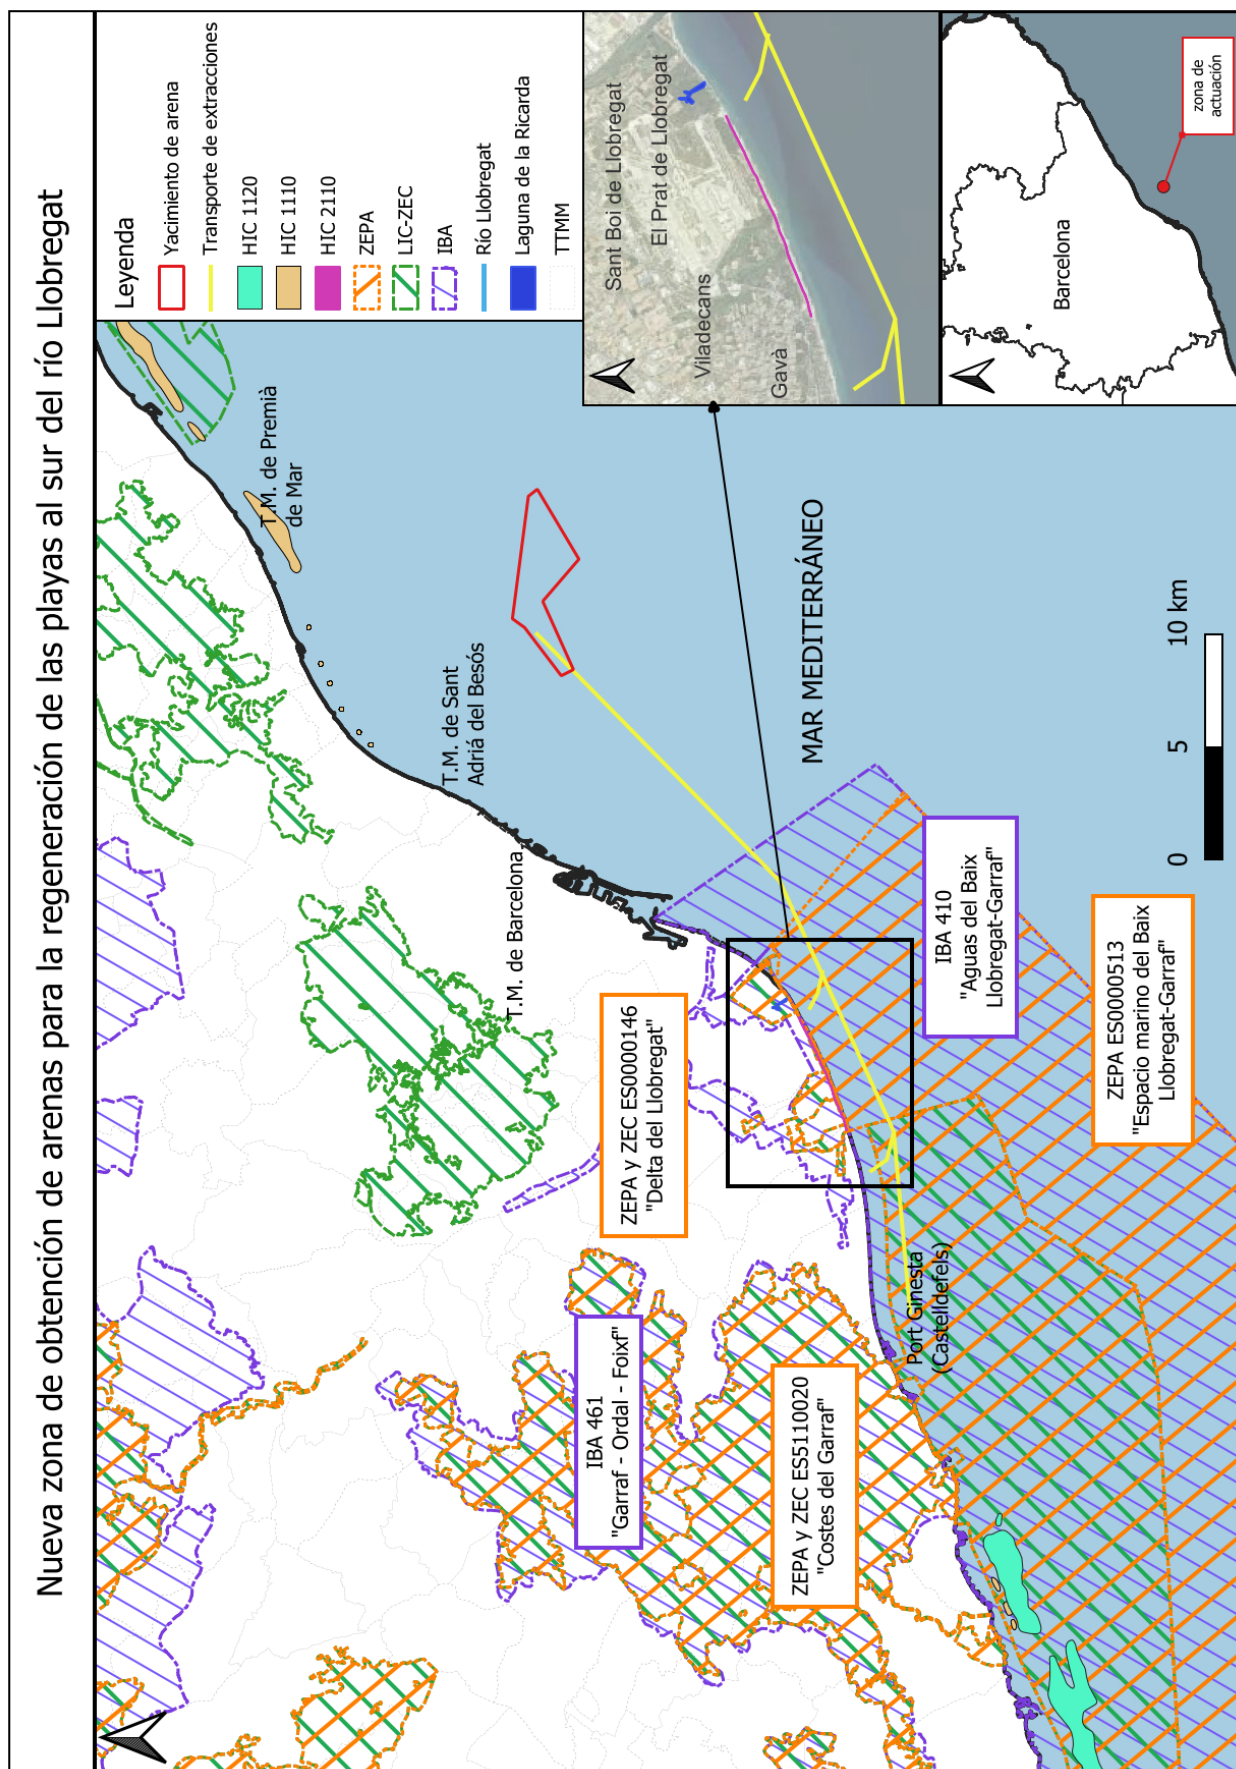 Nueva zona de obtención de arenas para la regeneración de las playas al sur del río Llobregat
Leyenda
Yacimiento de arena
Transporte de extracciones
HIC 1120
HIC 1110
HIC 2110
ZEPA
LIC-ZEC
IBA
Río Llobregat
Laguna de la Ricarda
TTMM
T.M. de Premià
de Mar
T.M. de Sant
Adriá del Besós
T.M. de Barcelona
MAR MEDITERRÁNEO
ZEPA y ZEC ES0000146
"Delta del Llobregat"
IBA 461
"Garraf - Ordal - Foixf"
ZEPA y ZEC ES5110020
"Costes del Garraf"
Port Ginesta
(Castelldefels)
IBA 410
"Aguas del Baix
Llobregat-Garraf"
ZEPA ES0000513
"Espacio marino del Baix
Llobregat-Garraf"
0
5
10 km
Sant Boi de Llobregat
El Prat de Llobregat
Viladecans
Gavà
Barcelona
zona de
actuación